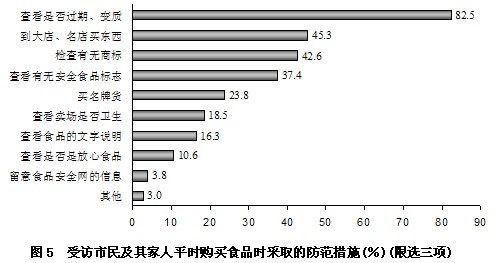 查看是否过期、变质 82.5
到大店、名店买东西 45.3
检查有无商标 42.6
查看有无安全食品标志 37.4
买名牌货 23.8
查看卖场是否卫生 18.5
查看食品的文字说明 16.3
查看是否是放心食品 10.6
留意食品安全网的信息 3.8
其他 3.0
0 10 20 30 40 50 60 70 80 90
图 5 受访市民及其家人平时购买食品时采取的防范措施(%)(限选三项)